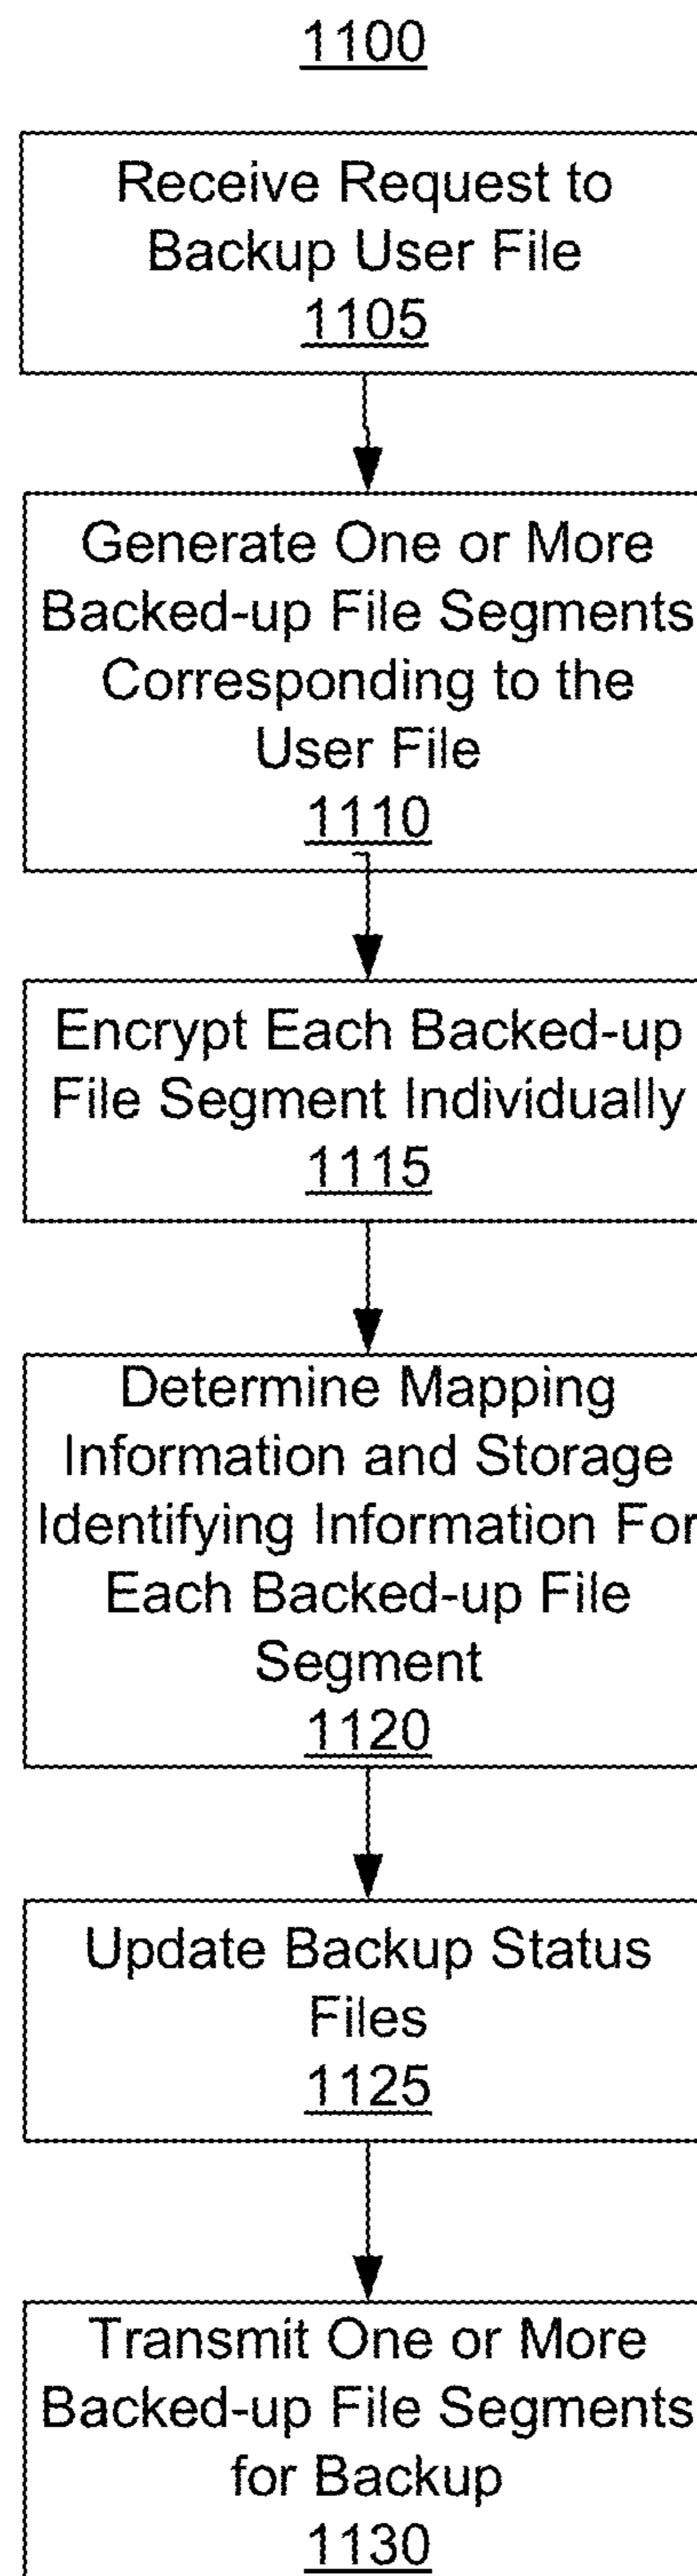 1100
Receive Request to
Backup User File
1105
Generate One or More
Backed-up File Segments
Corresponding to the
User File
1110
Encrypt Each Backed-up
File Segment Individually
1115
Determine Mapping
Information and Storage
Identifying Information For
Each Backed-up File
Segment
1120
Update Backup Status
Files
1125
Transmit One or More
Backed-up File Segments
for Backup
1130